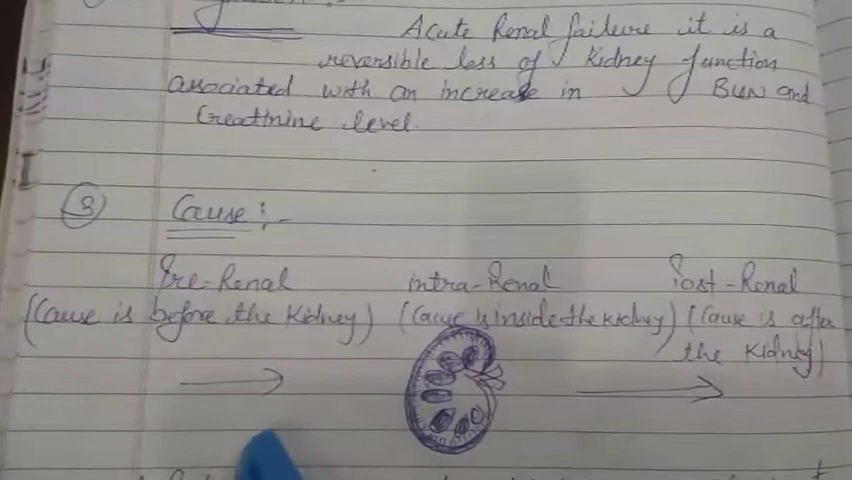 Acute Renal failure it is a
reversible loss of kidney function
associated with an increase in BUN and
Creatinine level.
3 Cause :-
Pre-Renal intra-Renal Post-Renal
(Cause is before the kidney) (Cause is inside the kidney) (Cause is after
the kidney)